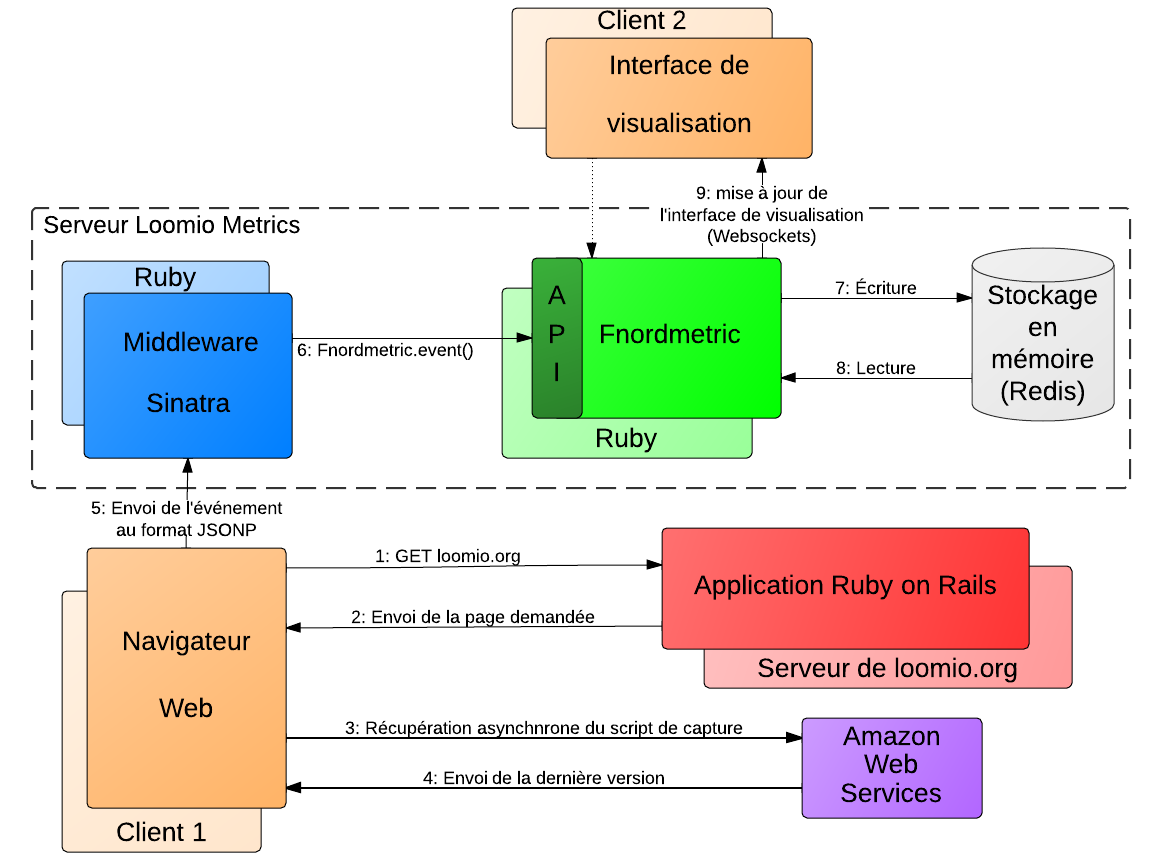 Client 2
Interface de
visualisation
9: mise à jour de
l'interface de visualisation
(Websockets)
Serveur Loomio Metrics
Ruby
Middleware
Sinatra
6: Fnordmetric.event()
A
P
I
Fnordmetric
Ruby
7: Écriture
8: Lecture
Stockage
en
mémoire
(Redis)
5: Envoi de l'événement
au format JSONP
1: GET loomio.org
2: Envoi de la page demandée
Application Ruby on Rails
Serveur de loomio.org
Navigateur
Web
Client 1
3: Récupération asynchnrone du script de capture
4: Envoi de la dernière version
Amazon
Web
Services